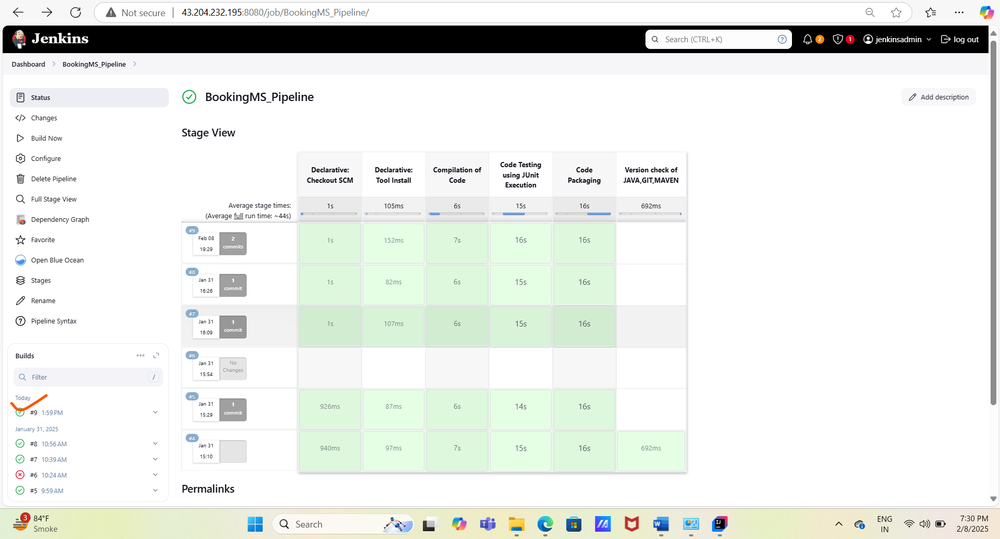 Not secure
43.204.232.195:8080/job/BookingMS_Pipeline/
Jenkins
Search (CTRL+K)
?
2
1
jenkinsadmin
log out
Dashboard
BookingMS_Pipeline
Status
Changes
Build Now
Configure
Delete Pipeline
Full Stage View
Dependency Graph
Favorite
Open Blue Ocean
Stages
Rename
Pipeline Syntax
BookingMS_Pipeline
Add description
Stage View
Declarative:
Checkout SCM
Declarative:
Tool Install
Compilation of
Code
Code Testing
using JUnit
Execution
Code
Packaging
Version check of
JAVA,GIT,MAVEN
Average stage times:
(Average full run time: ~44s)
1s
105ms
6s
15s
16s
692ms
#9
Feb 08
19:29
2
commits
1s
152ms
7s
16s
16s
#8
Jan 31
16:26
1
commit
1s
82ms
6s
15s
16s
#7
Jan 31
16:09
1
commit
1s
107ms
6s
15s
16s
#6
Jan 31
15:54
No
Changes
#5
Jan 31
15:29
1
commit
926ms
87ms
6s
14s
16s
#4
Jan 31
15:10
940ms
97ms
7s
15s
16s
692ms
Permalinks
Builds
Filter
/
Today
#9 1:59 PM
January 31, 2025
#8 10:56 AM
#7 10:39 AM
#6 10:24 AM
#5 9:59 AM
3
84°F
Smoke
Search
ENG
IN
7:30 PM
2/8/2025